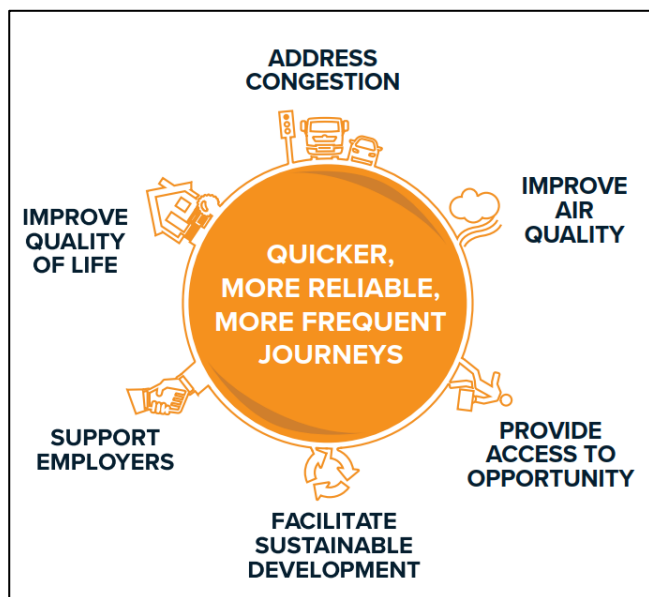 ADDRESS
CONGESTION
IMPROVE
AIR
QUALITY
IMPROVE
QUALITY
OF LIFE
QUICKER,
MORE RELIABLE,
MORE FREQUENT
JOURNEYS
SUPPORT
EMPLOYERS
PROVIDE
ACCESS TO
OPPORTUNITY
FACILITATE
SUSTAINABLE
DEVELOPMENT